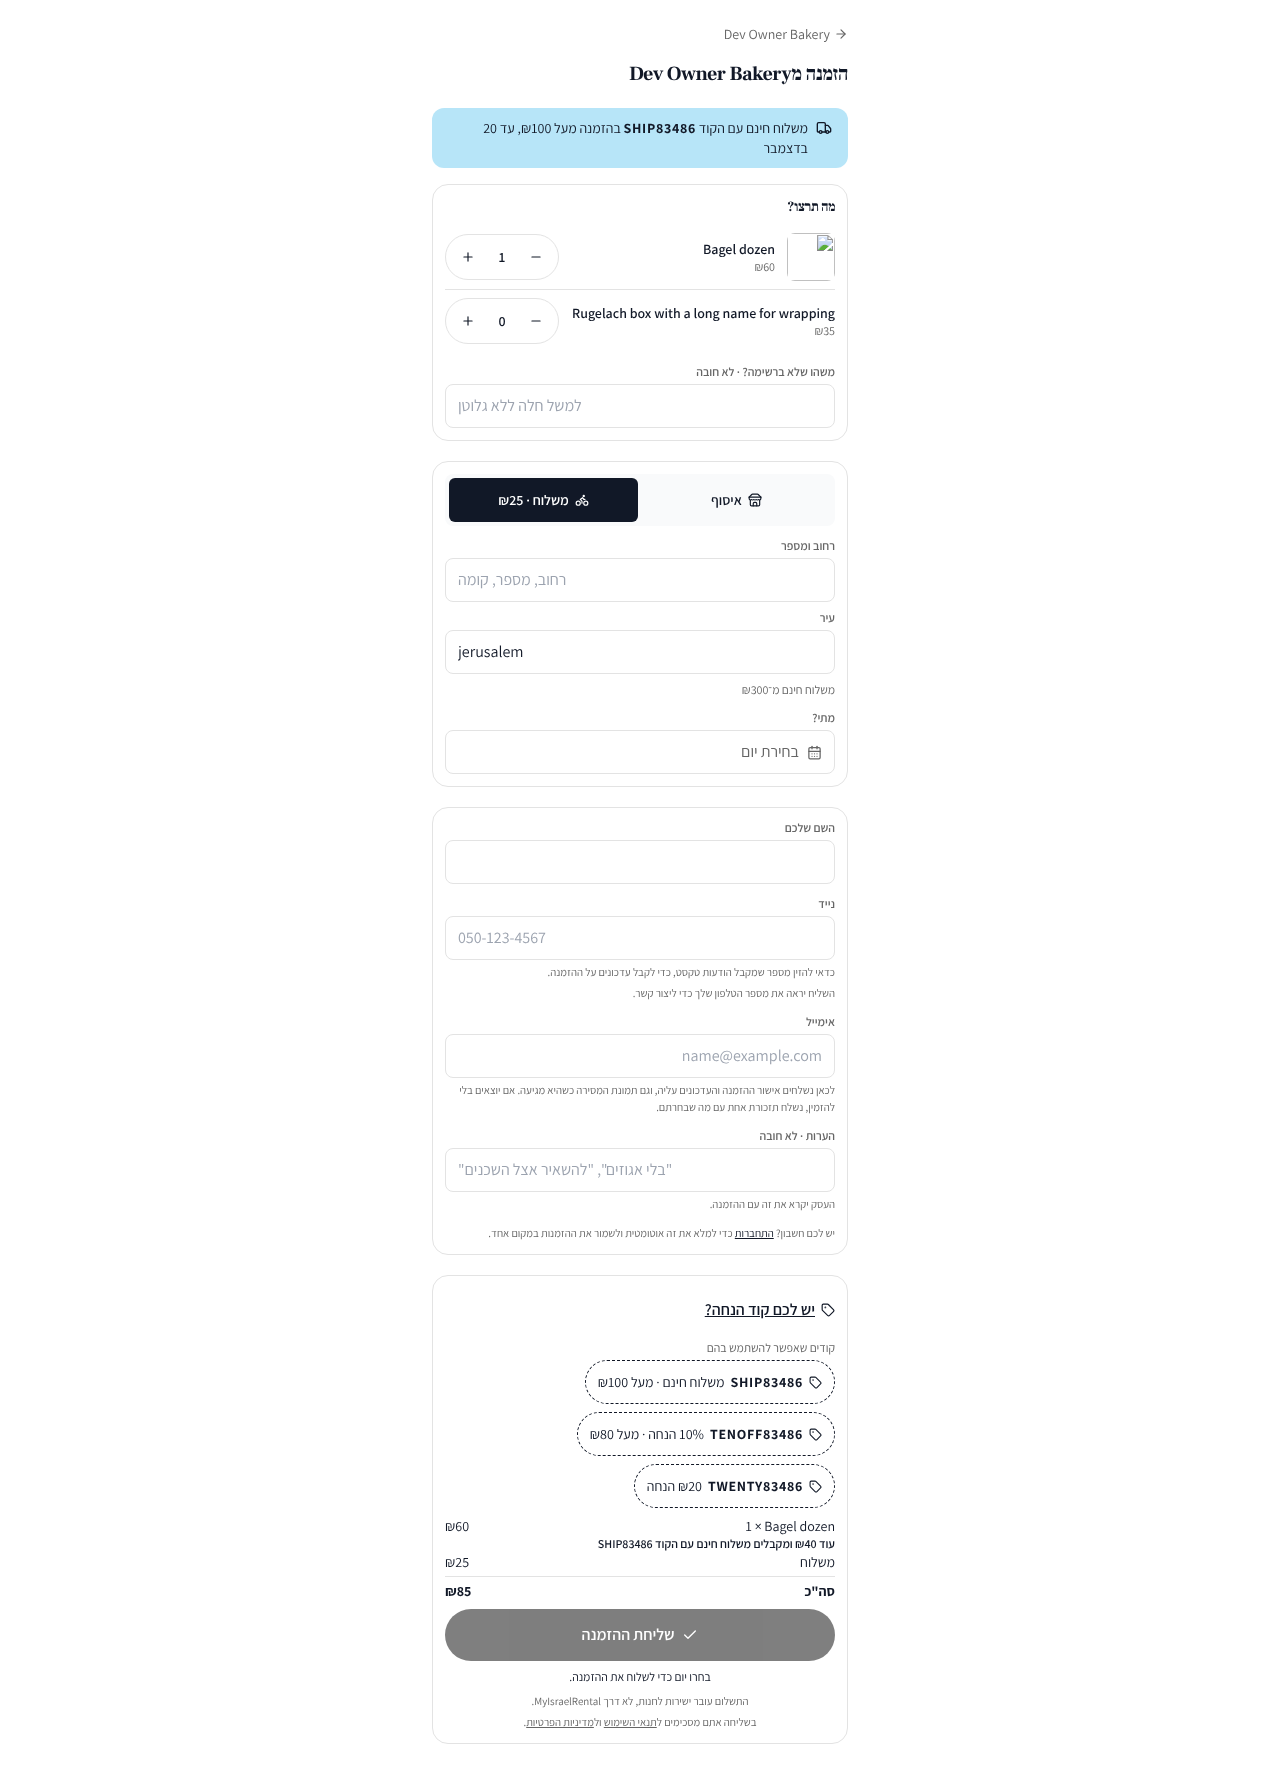 Dev Owner Bakery
הזמנה מDev Owner Bakery
משלוח חינם עם הקוד SHIP83486 בהזמנה מעל ₪100, עד 20
בדצמבר
מה תרצו?
Bagel dozen
₪60
1
Rugelach box with a long name for wrapping
₪35
0
משהו שלא ברשימה? · לא חובה
למשל חלה ללא גלוטן
איסוף
משלוח · ₪25
רחוב ומספר
רחוב, מספר, קומה
עיר
jerusalem
משלוח חינם מ־₪300
מתי?
בחירת יום
השם שלכם
נייד
050-123-4567
כדאי להזין מספר שמקבל הודעות טקסט, כדי לקבל עדכונים על ההזמנה.
השליח יראה את מספר הטלפון שלך כדי ליצור קשר.
אימייל
name@example.com
לכאן נשלחים אישור ההזמנה והעדכונים עליה, וגם תמונת המסירה כשהיא מגיעה. אם יוצאים בלי
להזמין, נשלח תזכורת אחת עם מה שבחרתם.
הערות · לא חובה
"בלי אגוזים", "להשאיר אצל השכנים"
העסק יקרא את זה עם ההזמנה.
יש לכם חשבון? התחברות כדי למלא את זה אוטומטית ולשמור את ההזמנות במקום אחד.
יש לכם קוד הנחה?
קודים שאפשר להשתמש בהם
SHIP83486 משלוח חינם · מעל ₪100
TENOFF83486 10% הנחה · מעל ₪80
TWENTY83486 ₪20 הנחה
1 × Bagel dozen ₪60
עוד ₪40 ומקבלים משלוח חינם עם הקוד SHIP83486
משלוח ₪25
סה"כ ₪85
שליחת ההזמנה
בחרו יום כדי לשלוח את ההזמנה.
התשלום עובר ישירות לחנות, לא דרך MyIsraelRental.
בשליחה אתם מסכימים לתנאי השימוש ולמדיניות הפרטיות.